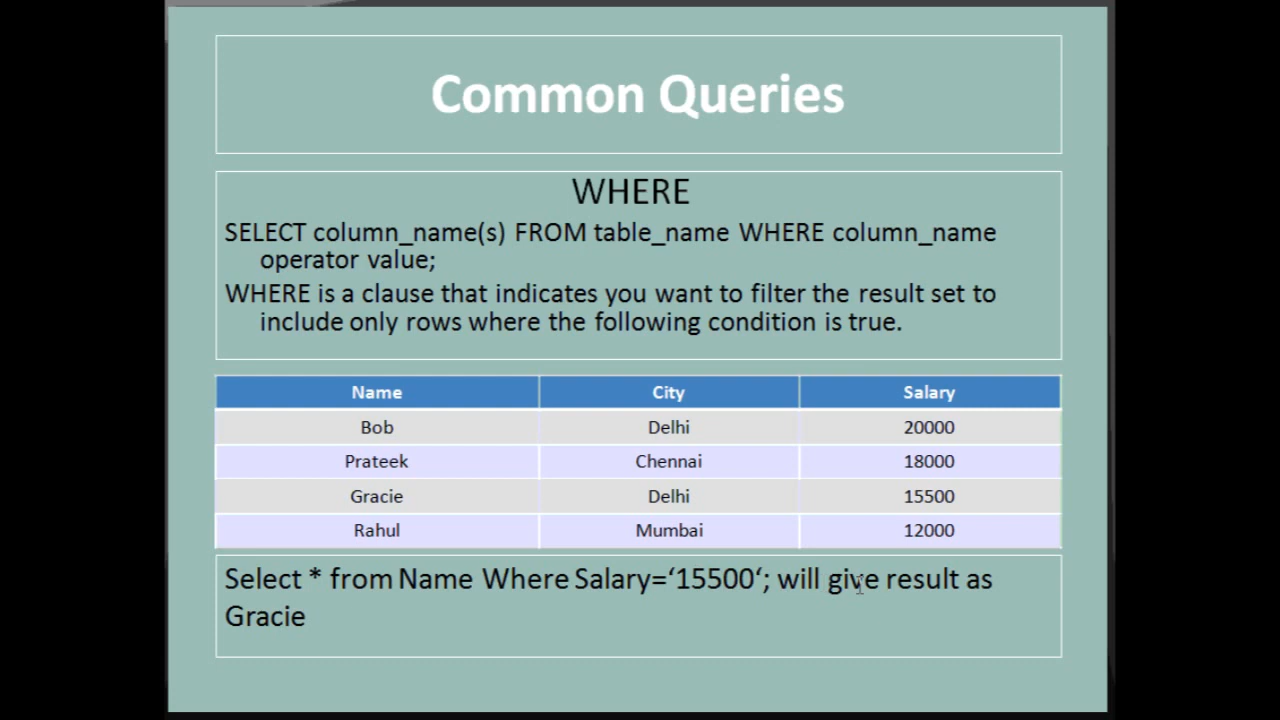 Common Queries
WHERE
SELECT column_name(s) FROM table_name WHERE column_name
operator value;
WHERE is a clause that indicates you want to filter the result set to
include only rows where the following condition is true.
Name City Salary
Bob Delhi 20000
Prateek Chennai 18000
Gracie Delhi 15500
Rahul Mumbai 12000
Select * from Name Where Salary=‘15500‘; will give result as
Gracie